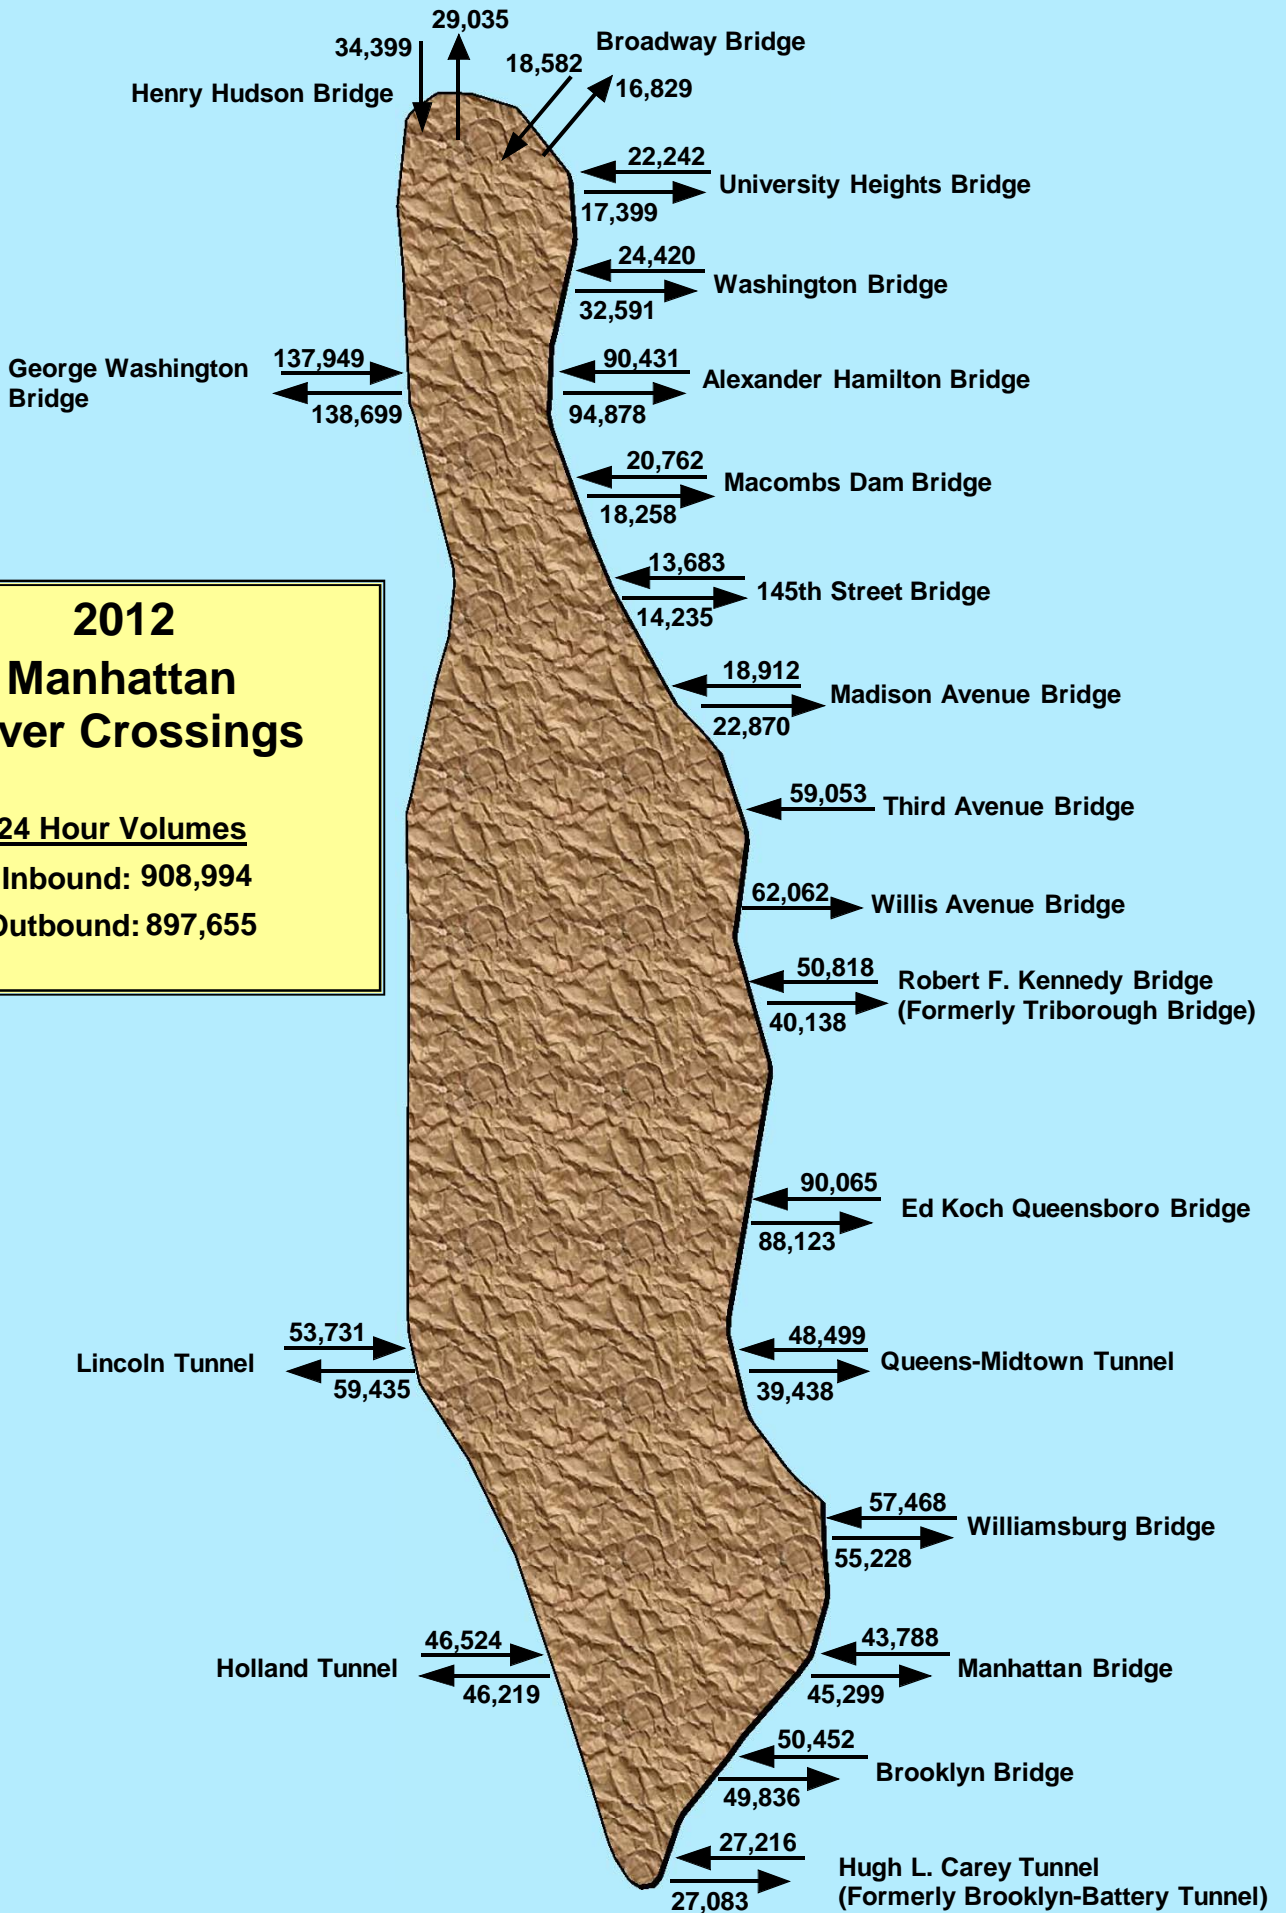 29,035
34,399
Broadway Bridge
18,582
16,829
Henry Hudson Bridge
22,242
University Heights Bridge
17,399
24,420
Washington Bridge
32,591
George Washington
Bridge
137,949
138,699
90,431
Alexander Hamilton Bridge
94,878
20,762
Macombs Dam Bridge
18,258
13,683
145th Street Bridge
14,235
2012
Manhattan
ver Crossings
24 Hour Volumes
Inbound: 908,994
Outbound: 897,655
18,912
Madison Avenue Bridge
22,870
59,053
Third Avenue Bridge
62,062
Willis Avenue Bridge
50,818
Robert F. Kennedy Bridge
(Formerly Triborough Bridge)
40,138
90,065
Ed Koch Queensboro Bridge
88,123
53,731
Lincoln Tunnel
59,435
48,499
Queens-Midtown Tunnel
39,438
57,468
Williamsburg Bridge
55,228
46,524
Holland Tunnel
46,219
43,788
Manhattan Bridge
45,299
50,452
Brooklyn Bridge
49,836
27,216
Hugh L. Carey Tunnel
(Formerly Brooklyn-Battery Tunnel)
27,083